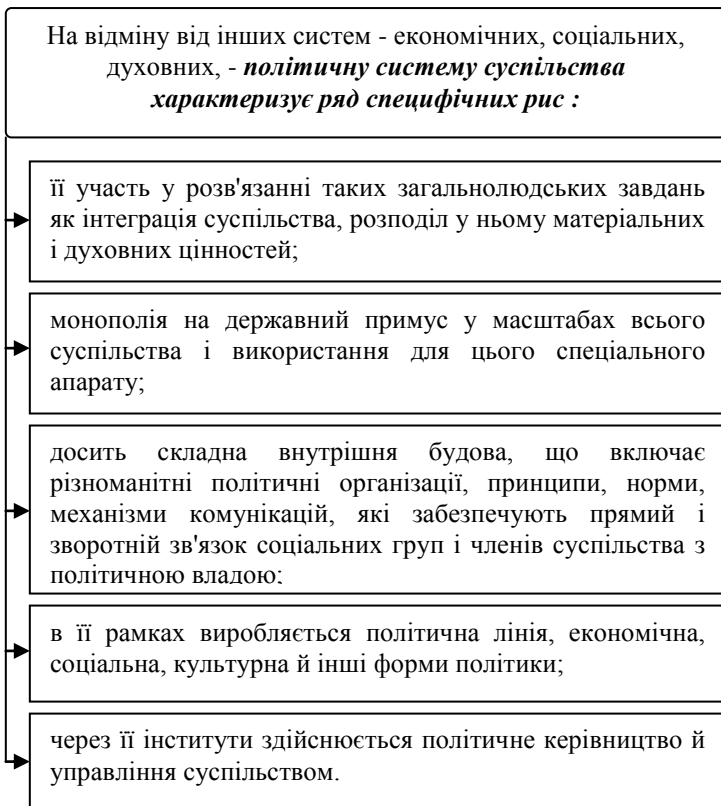 На відміну від інших систем - економічних, соціальних,
духовних, - політичну систему суспільства
характеризує ряд специфічних рис :
її участь у розв'язанні таких загальнолюдських завдань
як інтеграція суспільства, розподіл у ньому матеріальних
і духовних цінностей;
монополія на державний примус у масштабах всього
суспільства і використання для цього спеціального
апарату;
досить складна внутрішня будова, що включає
різноманітні політичні організації, принципи, норми,
механізми комунікацій, які забезпечують прямий і
зворотній зв'язок соціальних груп і членів суспільства з
політичною владою;
в її рамках виробляється політична лінія, економічна,
соціальна, культурна й інші форми політики;
через її інститути здійснюється політичне керівництво й
управління суспільством.